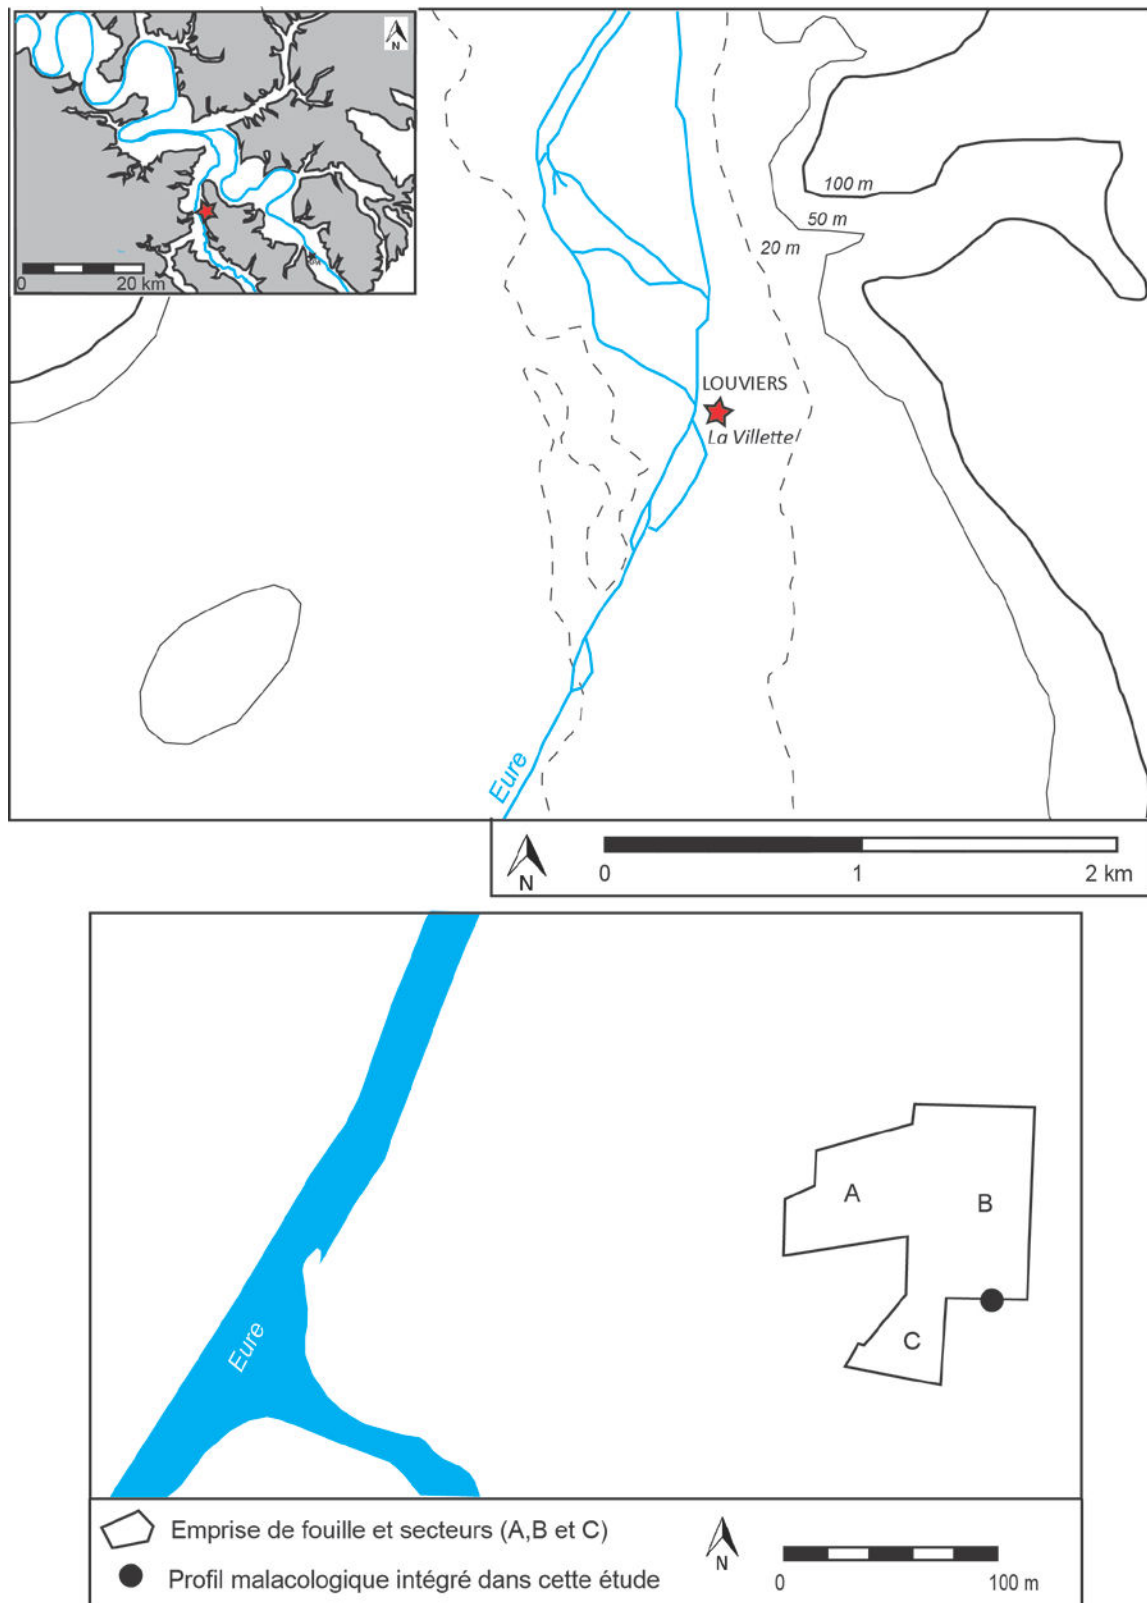 N
0
20 km
100 m
50 m
20 m
LOUVIERS
La Villette
Eure
N
0
1
2 km
A
B
C
Eure
Emprise de fouille et secteurs (A,B et C)
Profil malacologique intégré dans cette étude
N
0
100 m